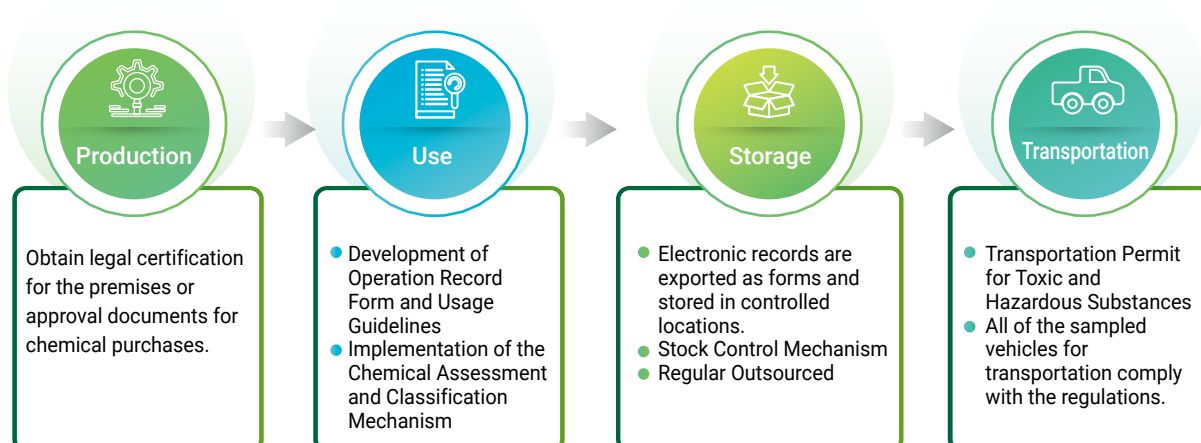 Production
Obtain legal certification
for the premises or
approval documents for
chemical purchases.
Use
Development of
Operation Record
Form and Usage
Guidelines
Implementation of the
Chemical Assessment
and Classification
Mechanism
Storage
Electronic records are
exported as forms and
stored in controlled
locations.
Stock Control Mechanism
Regular Outsourced
Transportation
Transportation Permit
for Toxic and
Hazardous Substances
All of the sampled
vehicles for
transportation comply
with the regulations.